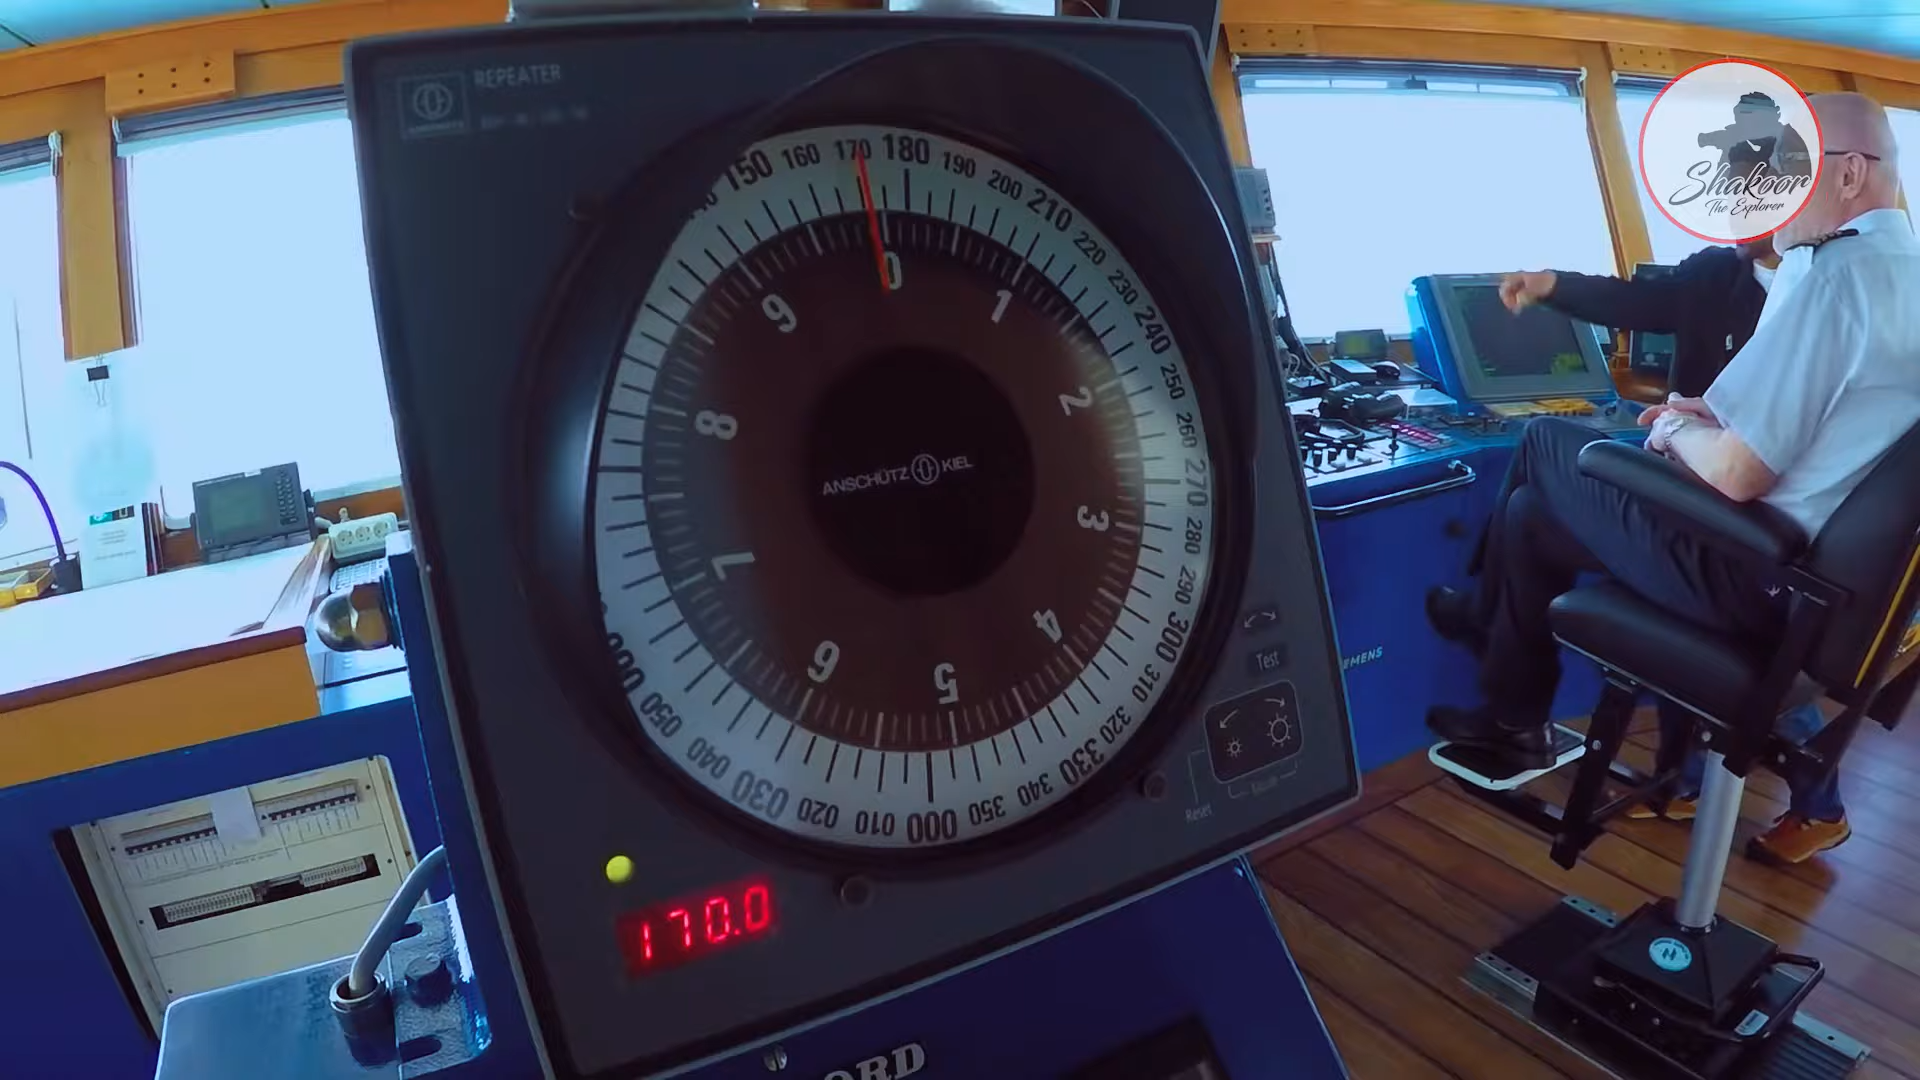 REPEATER
150 160 170 180 190 200 210 220 230 240 250 260 270 280 290 300 310 320 330 340 350 000 010 020 030 040 050
0 1 2 3 4 5 6 7 8 9
ANSCHÜTZ KIEL
Test
Reset
170.0
Shakoor
The Explorer
EMENS
ORD